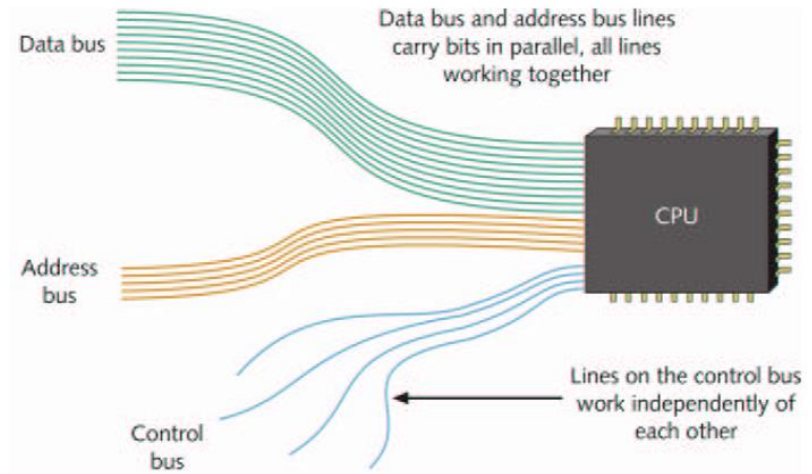 Data bus
Data bus and address bus lines
carry bits in parallel, all lines
working together
CPU
Address
bus
Lines on the control bus
work independently of
each other
Control
bus